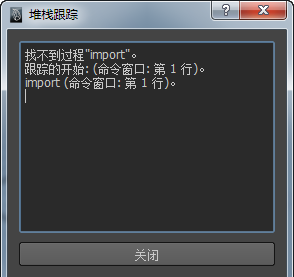 堆栈跟踪
找不到过程"import"。
跟踪的开始: (命令窗口: 第 1 行)。
import (命令窗口: 第 1 行)。
关闭